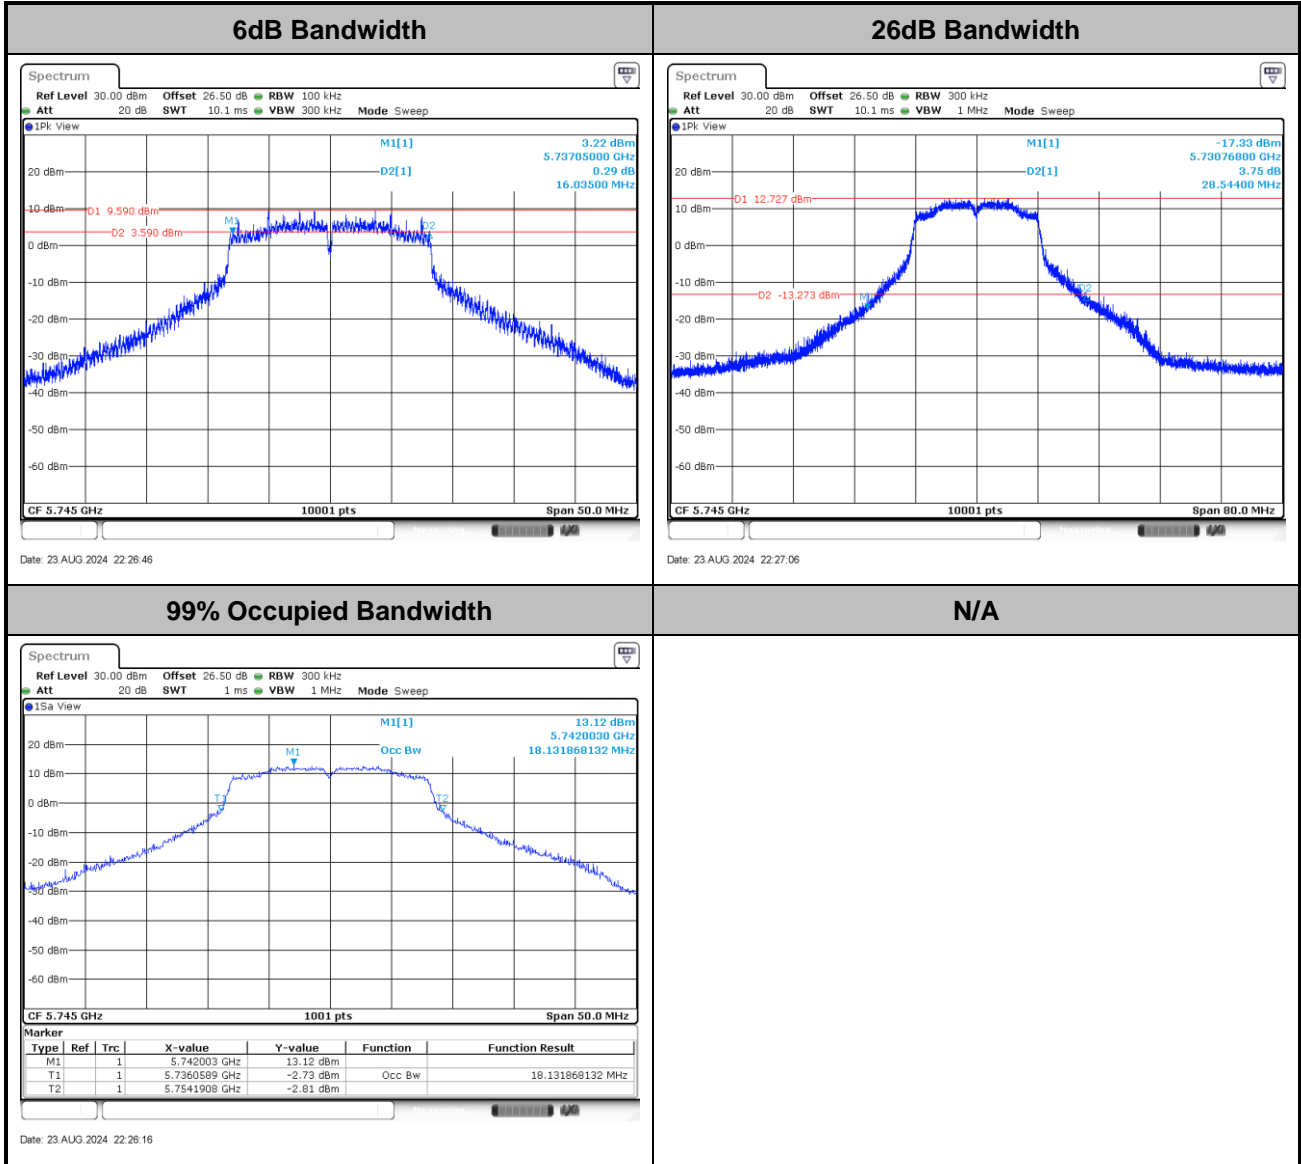 6dB Bandwidth
26dB Bandwidth
Spectrum
Ref Level 30.00 dBm Offset 26.50 dB RBW 100 kHz
Att 20 dB SWT 10.1 ms VBW 300 kHz Mode Sweep
1Pk View
M1[1] 3.22 dBm
5.73705000 GHz
D2[1] 0.29 dB
16.03500 MHz
20 dBm
10 dBm
D1 9.590 dBm
M1
D2
D2 3.590 dBm
0 dBm
-10 dBm
-20 dBm
-30 dBm
-40 dBm
-50 dBm
-60 dBm
CF 5.745 GHz 10001 pts Span 50.0 MHz
Date: 23.AUG.2024 22:26:46
Spectrum
Ref Level 30.00 dBm Offset 26.50 dB RBW 300 kHz
Att 20 dB SWT 10.1 ms VBW 1 MHz Mode Sweep
1Pk View
M1[1] -17.33 dBm
5.73076800 GHz
D2[1] 3.75 dB
28.54400 MHz
20 dBm
D1 12.727 dBm
10 dBm
0 dBm
-10 dBm
D2 -13.273 dBm
M1
D2
-20 dBm
-30 dBm
-40 dBm
-50 dBm
-60 dBm
CF 5.745 GHz 10001 pts Span 80.0 MHz
Date: 23.AUG.2024 22:27:06
99% Occupied Bandwidth
N/A
Spectrum
Ref Level 30.00 dBm Offset 26.50 dB RBW 300 kHz
Att 20 dB SWT 1 ms VBW 1 MHz Mode Sweep
1Sa View
M1[1] 13.12 dBm
5.7420030 GHz
Occ Bw 18.131868132 MHz
20 dBm
M1
10 dBm
0 dBm
T1
T2
-10 dBm
-20 dBm
-30 dBm
-40 dBm
-50 dBm
-60 dBm
CF 5.745 GHz 1001 pts Span 50.0 MHz
Marker
Type Ref Trc X-value Y-value Function Function Result
M1 1 5.742003 GHz 13.12 dBm
T1 1 5.7360589 GHz -2.73 dBm Occ Bw 18.131868132 MHz
T2 1 5.7541908 GHz -2.81 dBm
Date: 23.AUG.2024 22:26:16